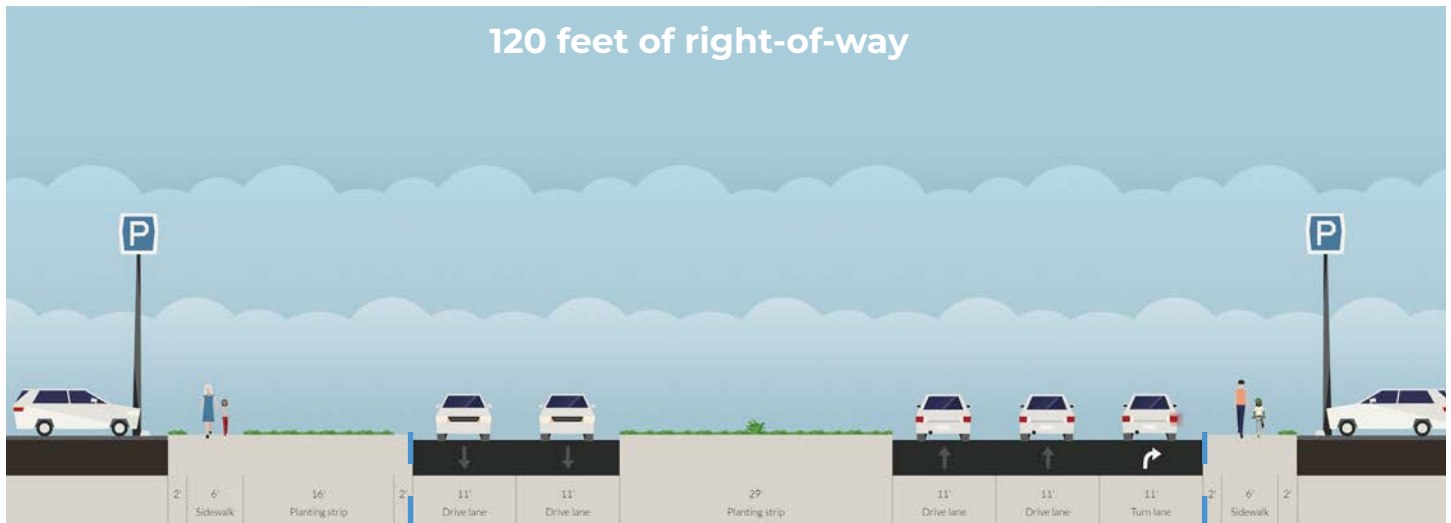 120 feet of right-of-way
P
P
2' 6' 16' 2' 11' 11' 29' 11' 11' 11' 2' 6' 2'
Sidewalk Planting strip Drive lane Drive lane Planting strip Drive lane Drive lane Turn lane Sidewalk